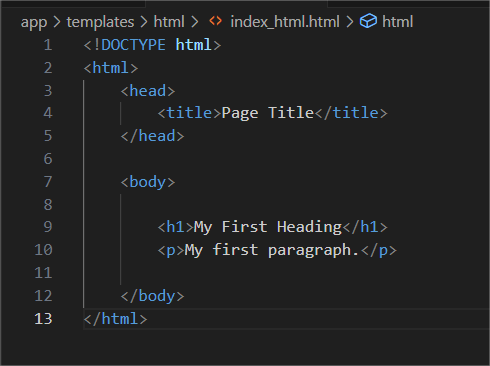 app > templates > html > <> index_html.html > html
1 <!DOCTYPE html>
2 <html>
3     <head>
4         <title>Page Title</title>
5     </head>
6
7     <body>
8
9         <h1>My First Heading</h1>
10         <p>My first paragraph.</p>
11
12     </body>
13 </html>